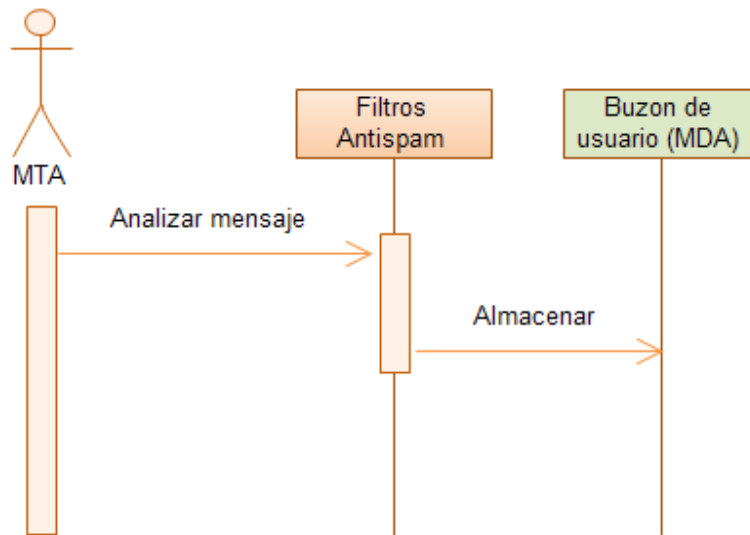 Filtros
Antispam
Buzon de
usuario (MDA)
MTA
Analizar mensaje
Almacenar